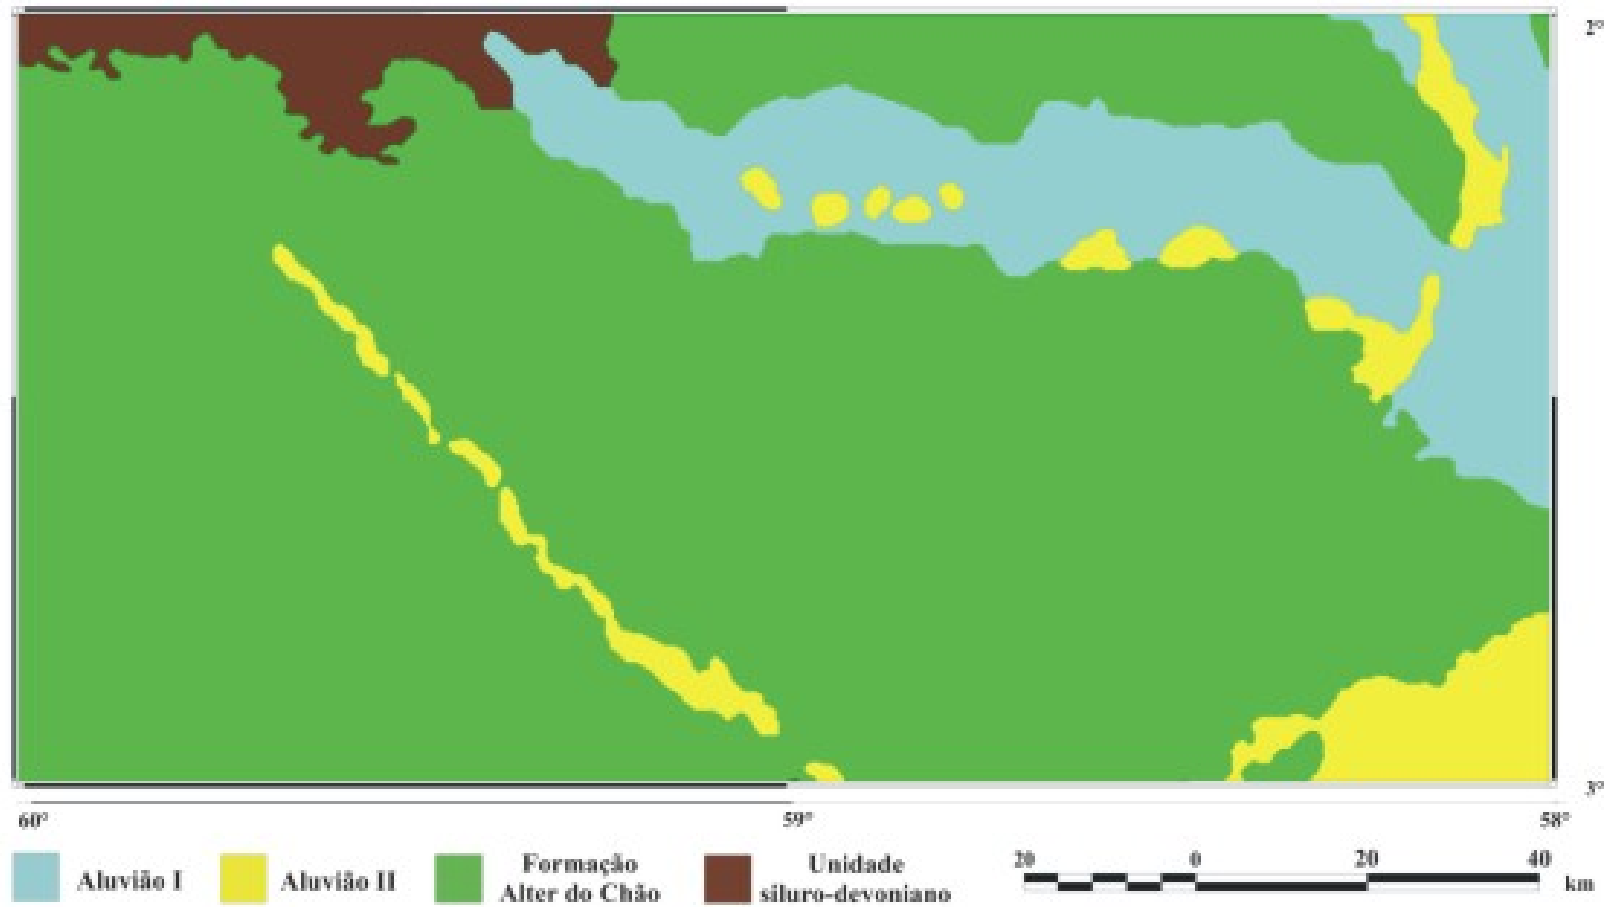 2°
3°
60°
59°
58°
Aluvião I
Aluvião II
Formação
Alter do Chão
Unidade
siluro-devoniano
20 0 20 40
km